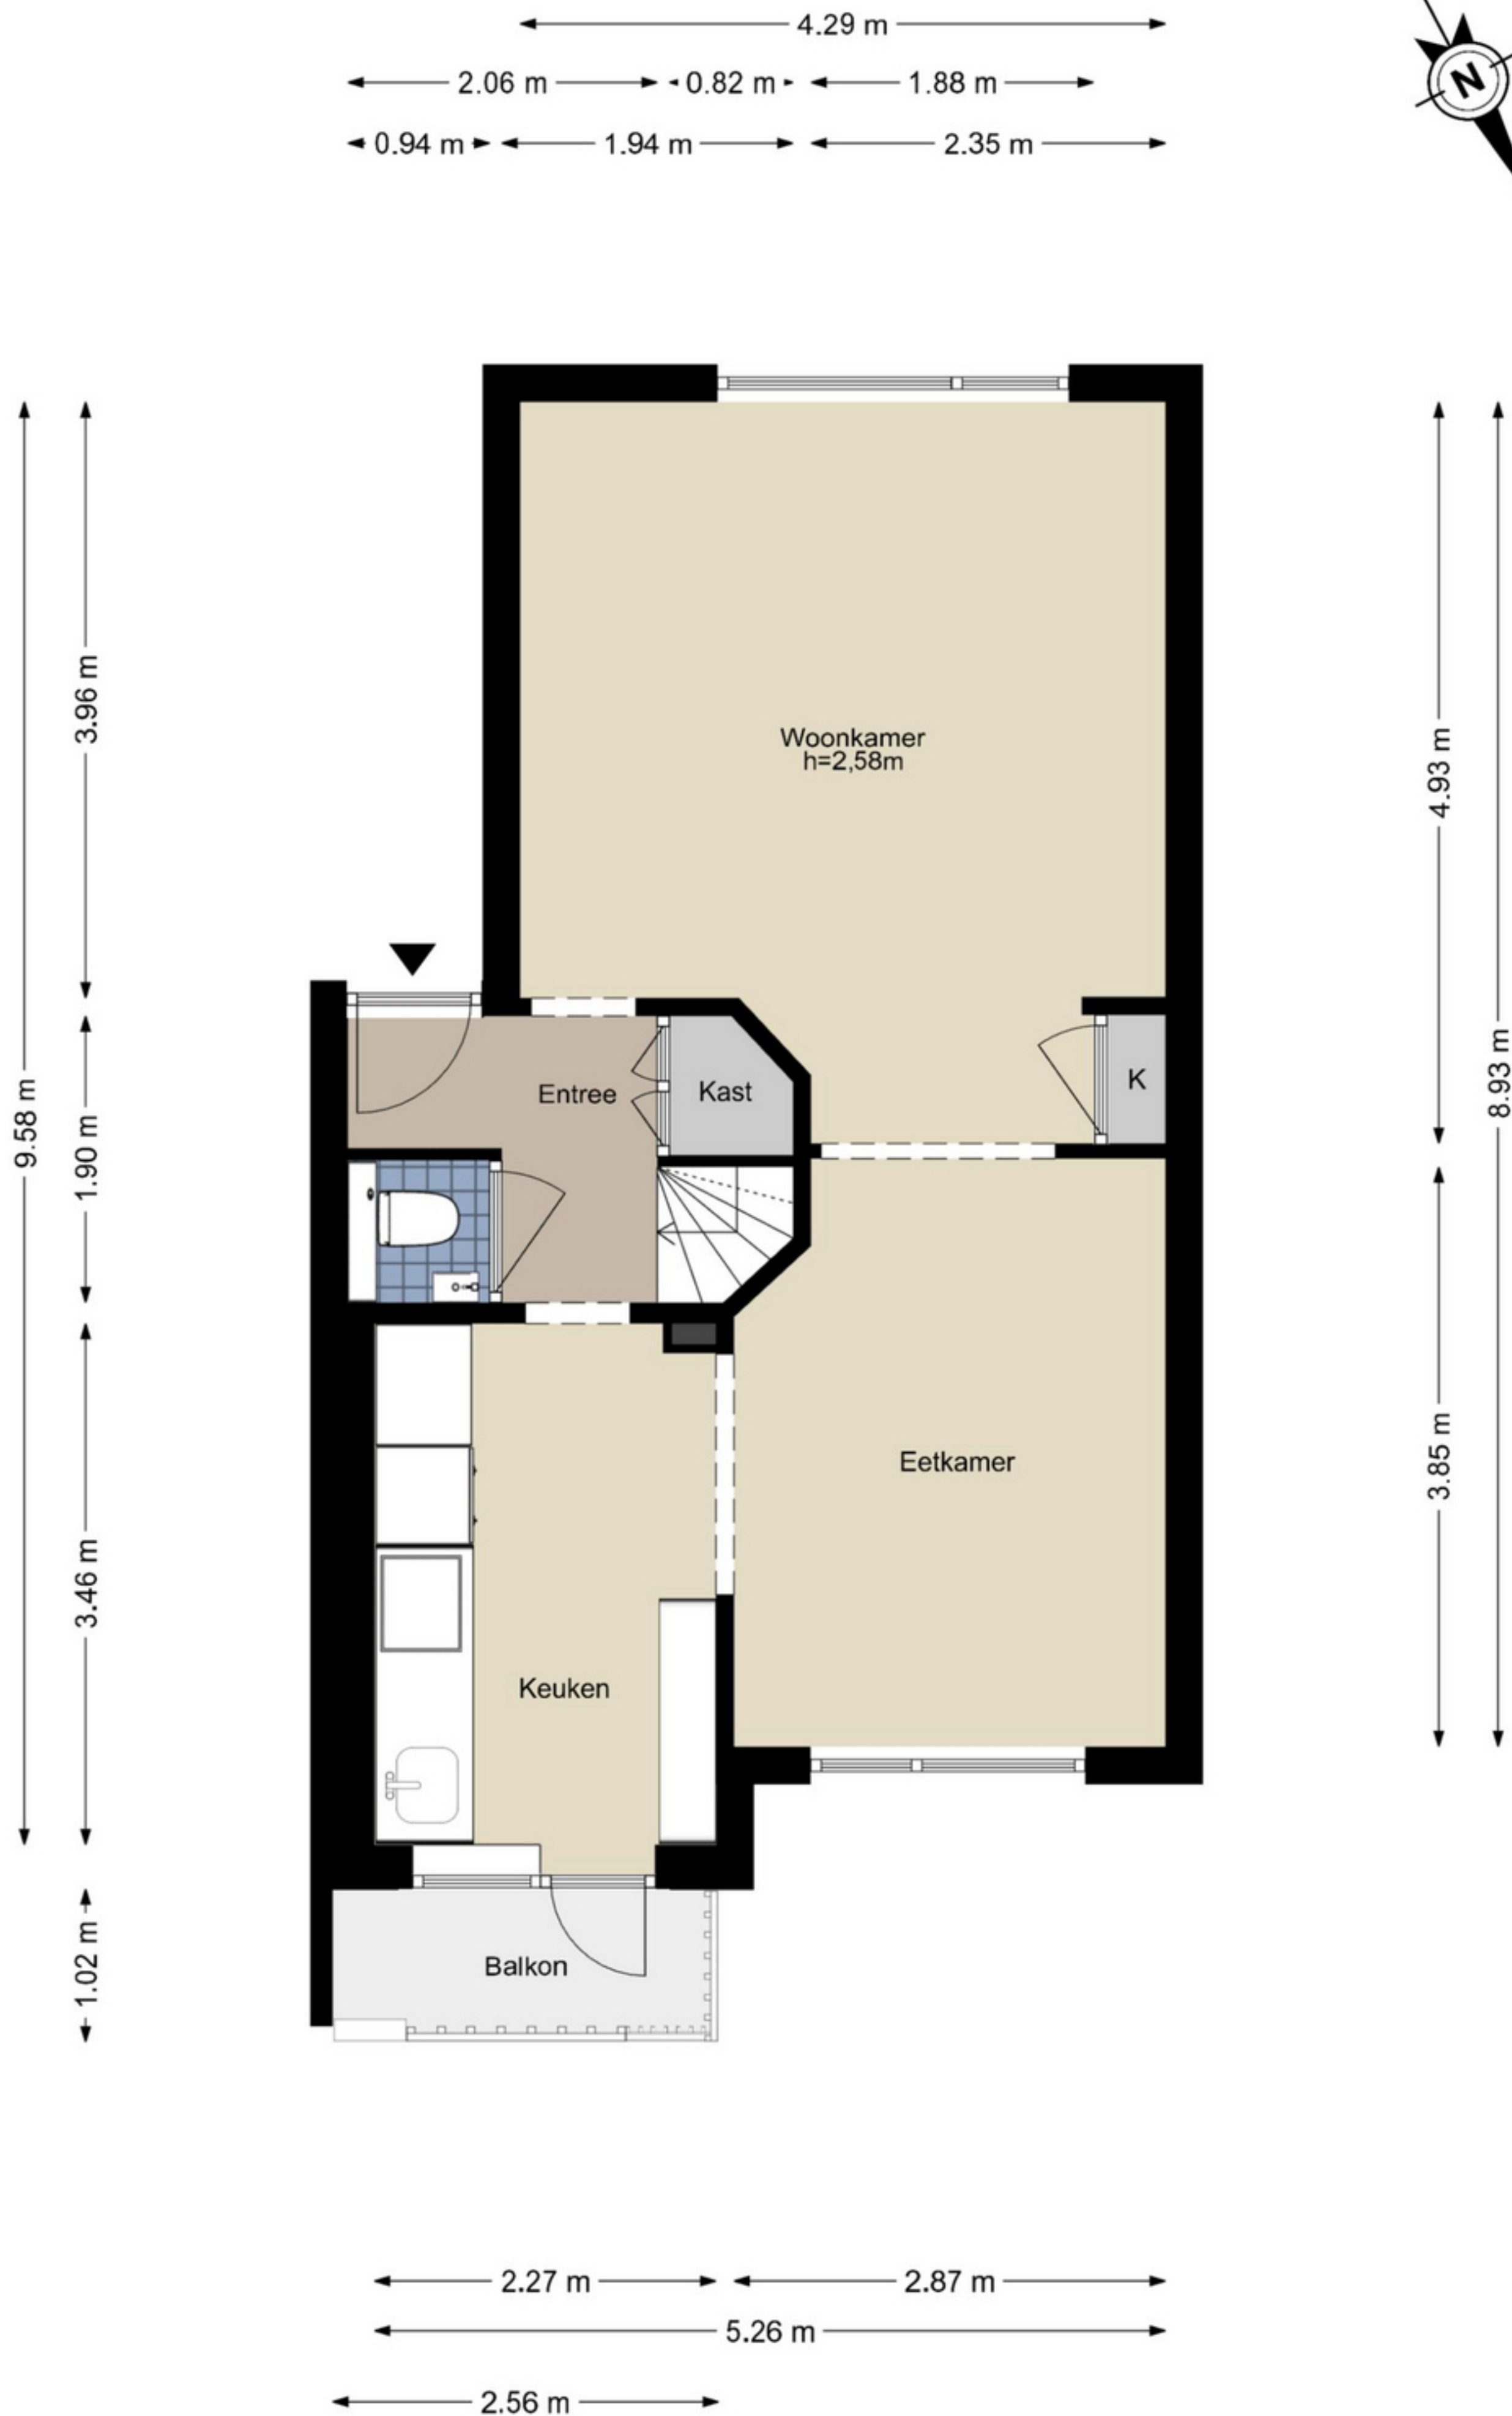 4.29 m
2.06 m
0.82 m
1.88 m
0.94 m
1.94 m
2.35 m
N
9.58 m
3.96 m
1.90 m
3.46 m
1.02 m
Woonkamer
h=2,58m
Entree
Kast
K
Eetkamer
Keuken
Balkon
4.93 m
3.85 m
8.93 m
2.27 m
2.87 m
5.26 m
2.56 m